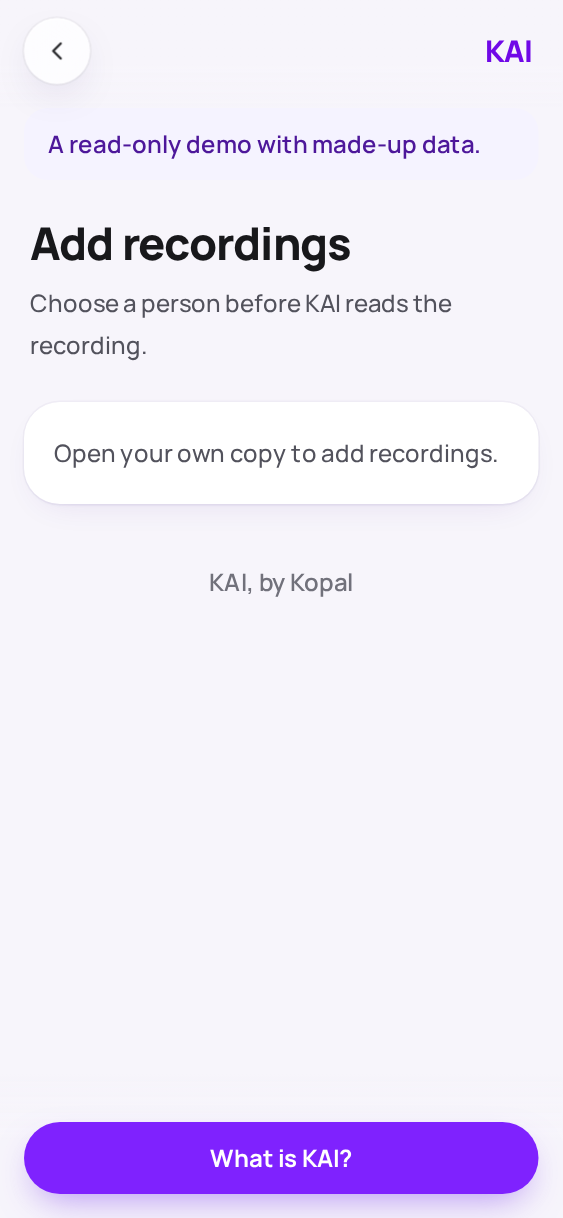 KAI
A read-only demo with made-up data.
Add recordings
Choose a person before KAI reads the
recording.
Open your own copy to add recordings.
KAI, by Kopal
What is KAI?